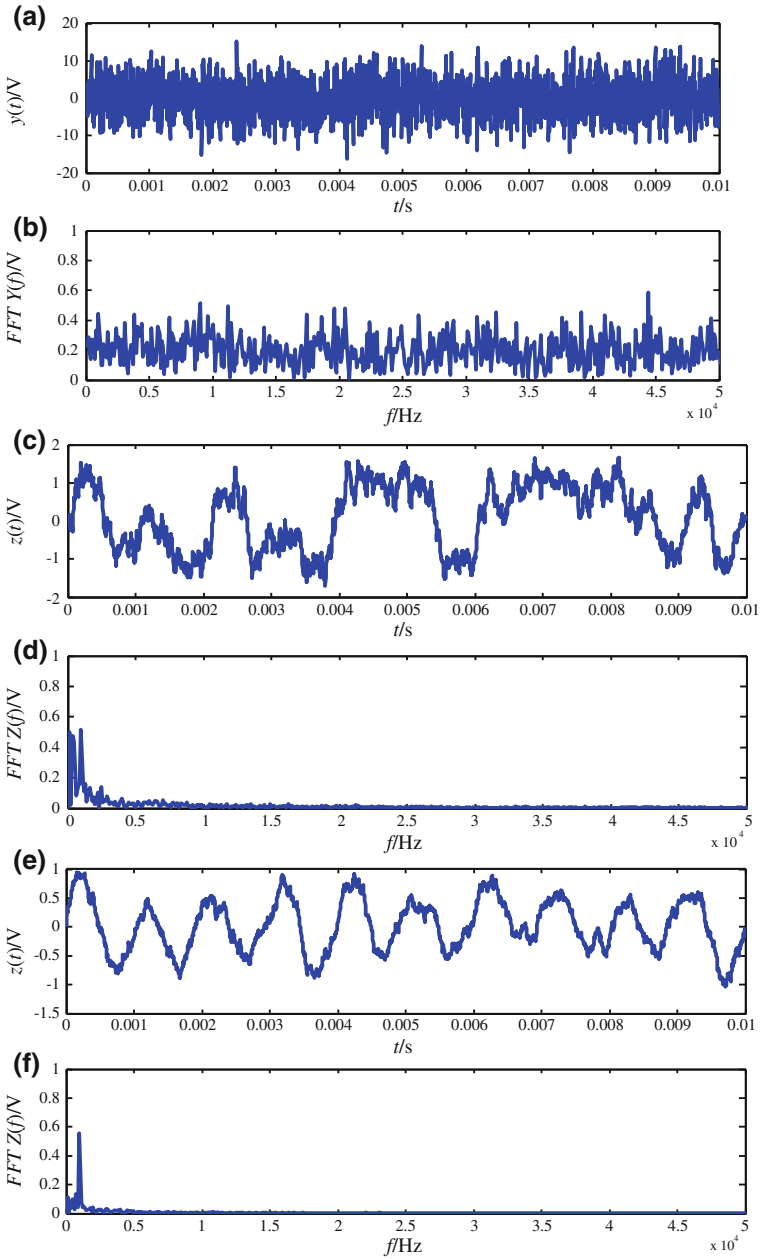 (a)
20
10
0
-10
-20
y(t)/V
0 0.001 0.002 0.003 0.004 0.005 0.006 0.007 0.008 0.009 0.01
t/s
(b)
1
0.8
0.6
0.4
0.2
0
FFT Y(f)/V
0 0.5 1 1.5 2 2.5 3 3.5 4 4.5 5
f/Hz
x 10^4
(c)
2
1
0
-1
-2
z(t)/V
0 0.001 0.002 0.003 0.004 0.005 0.006 0.007 0.008 0.009 0.01
t/s
(d)
1
0.8
0.6
0.4
0.2
0
FFT Z(f)/V
0 0.5 1 1.5 2 2.5 3 3.5 4 4.5 5
f/Hz
x 10^4
(e)
1
0.5
0
-0.5
-1
-1.5
z(t)/V
0 0.001 0.002 0.003 0.004 0.005 0.006 0.007 0.008 0.009 0.01
t/s
(f)
1
0.8
0.6
0.4
0.2
0
FFT Z(f)/V
0 0.5 1 1.5 2 2.5 3 3.5 4 4.5 5
f/Hz
x 10^4